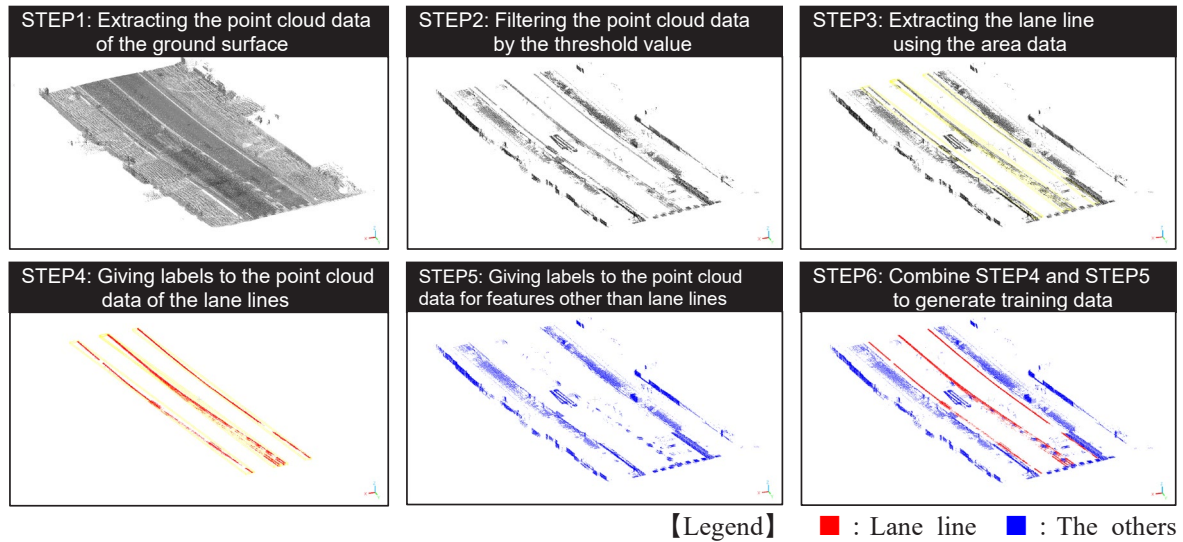 STEP1: Extracting the point cloud data
of the ground surface
STEP2: Filtering the point cloud data
by the threshold value
STEP3: Extracting the lane line
using the area data
STEP4: Giving labels to the point cloud
data of the lane lines
STEP5: Giving labels to the point cloud
data for features other than lane lines
STEP6: Combine STEP4 and STEP5
to generate training data
【Legend】 : Lane line : The others